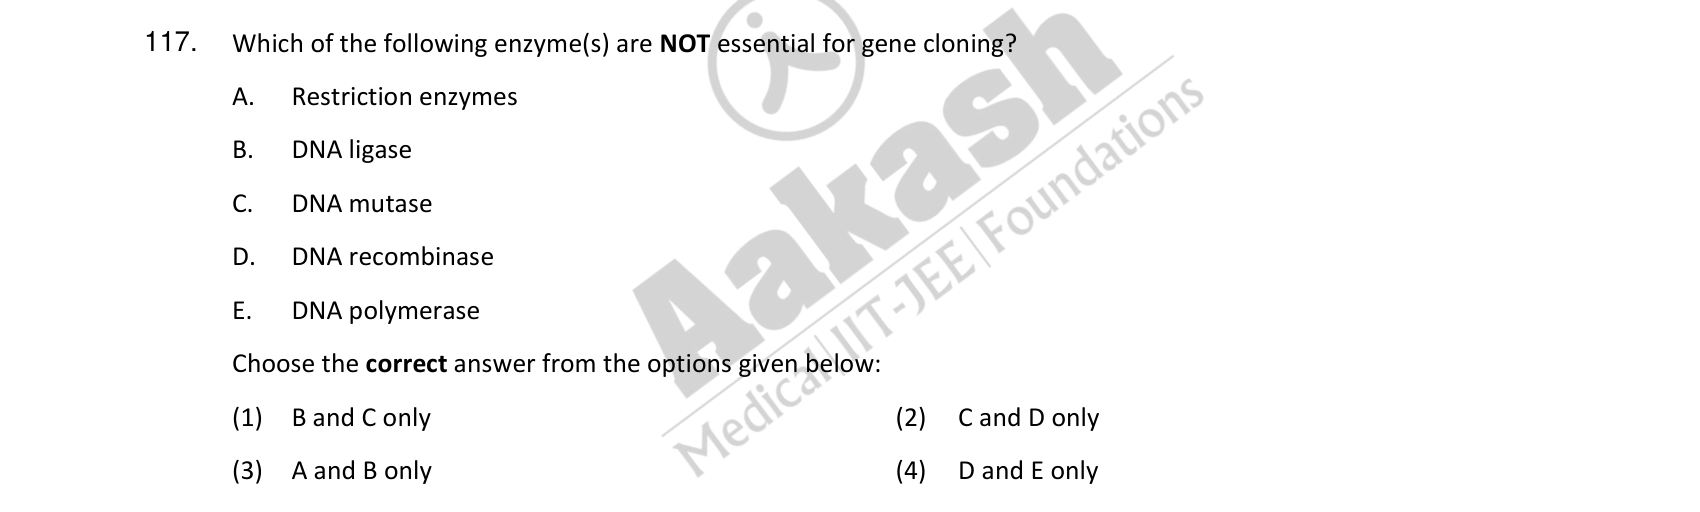 117. Which of the following enzyme(s) are NOT essential for gene cloning?
A. Restriction enzymes
B. DNA ligase
C. DNA mutase
D. DNA recombinase
E. DNA polymerase
Choose the correct answer from the options given below:
(1) B and C only (2) C and D only
(3) A and B only (4) D and E only
Aakash
Medical|IIT-JEE|Foundations